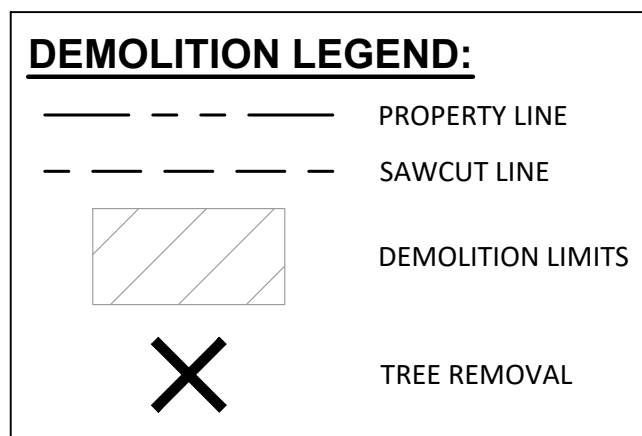 DEMOLITION LEGEND:
PROPERTY LINE
SAWCUT LINE
DEMOLITION LIMITS
TREE REMOVAL